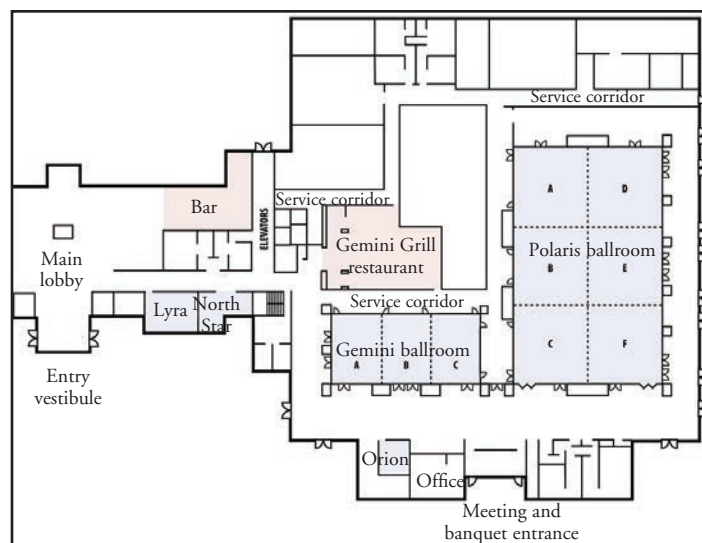 Service corridor
A
D
Bar
Service corridor
ELEVATORS
Gemini Grill
restaurant
Polaris ballroom
Main
lobby
B
E
Lyra
North
Star
Service corridor
Gemini ballroom
A
B
C
C
F
Entry
vestibule
Orion
Office
Meeting and
banquet entrance